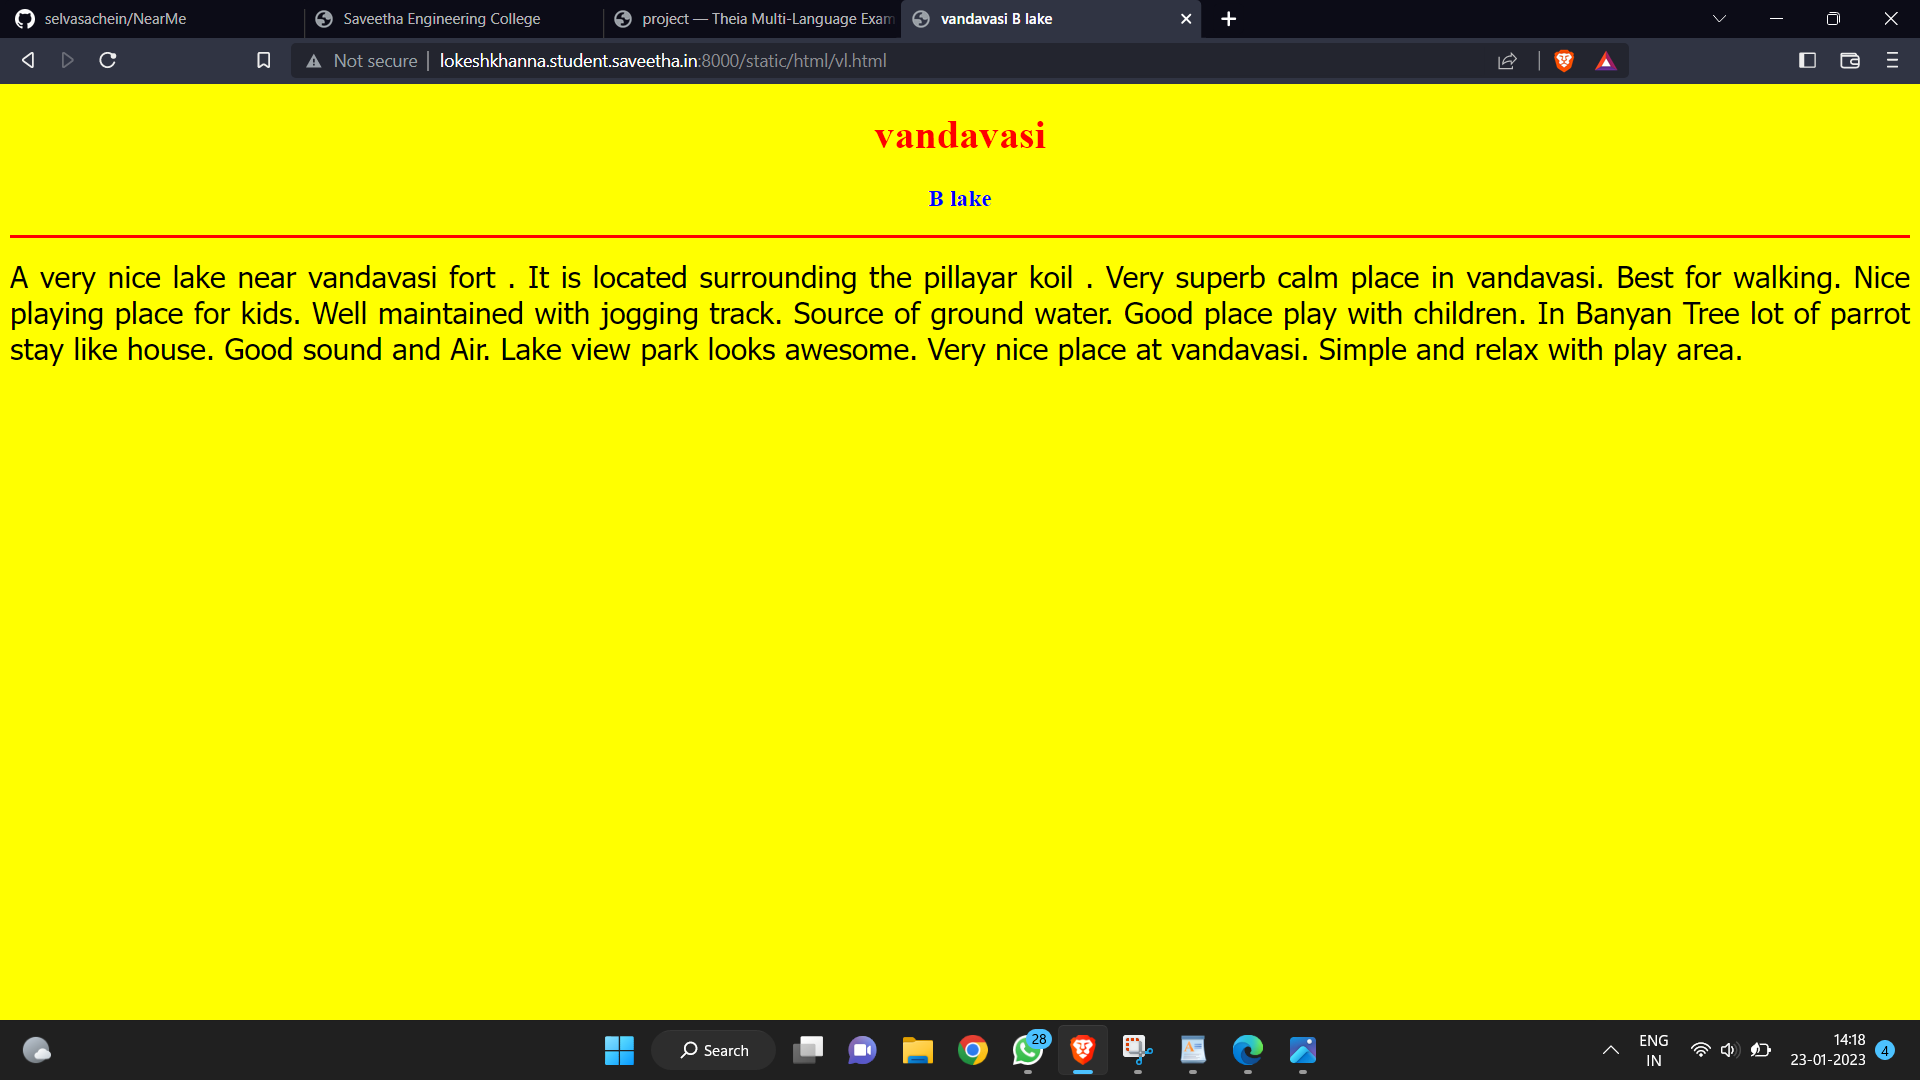 selvasachein/NearMe
Saveetha Engineering College
project — Theia Multi-Language Exam
vandavasi B lake
Not secure
lokeshkhanna.student.saveetha.in:8000/static/html/vl.html
vandavasi
B lake
A very nice lake near vandavasi fort . It is located surrounding the pillayar koil . Very superb calm place in vandavasi. Best for walking. Nice
playing place for kids. Well maintained with jogging track. Source of ground water. Good place play with children. In Banyan Tree lot of parrot
stay like house. Good sound and Air. Lake view park looks awesome. Very nice place at vandavasi. Simple and relax with play area.
Search
28
ENG
IN
14:18
23-01-2023
4